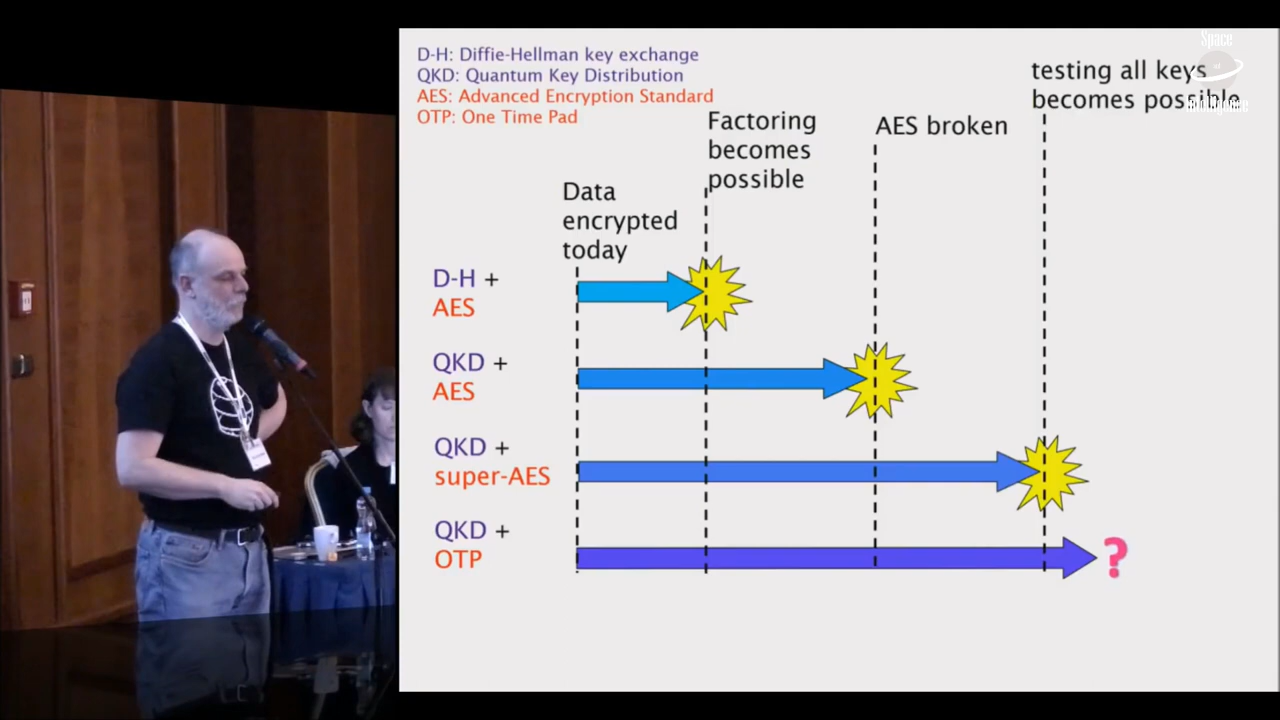 D-H: Diffie-Hellman key exchange
QKD: Quantum Key Distribution
AES: Advanced Encryption Standard
OTP: One Time Pad
Space
testing all keys
becomes possible
Factoring
becomes
possible
AES broken
Data
encrypted
today
D-H +
AES
QKD +
AES
QKD +
super-AES
QKD +
OTP
?